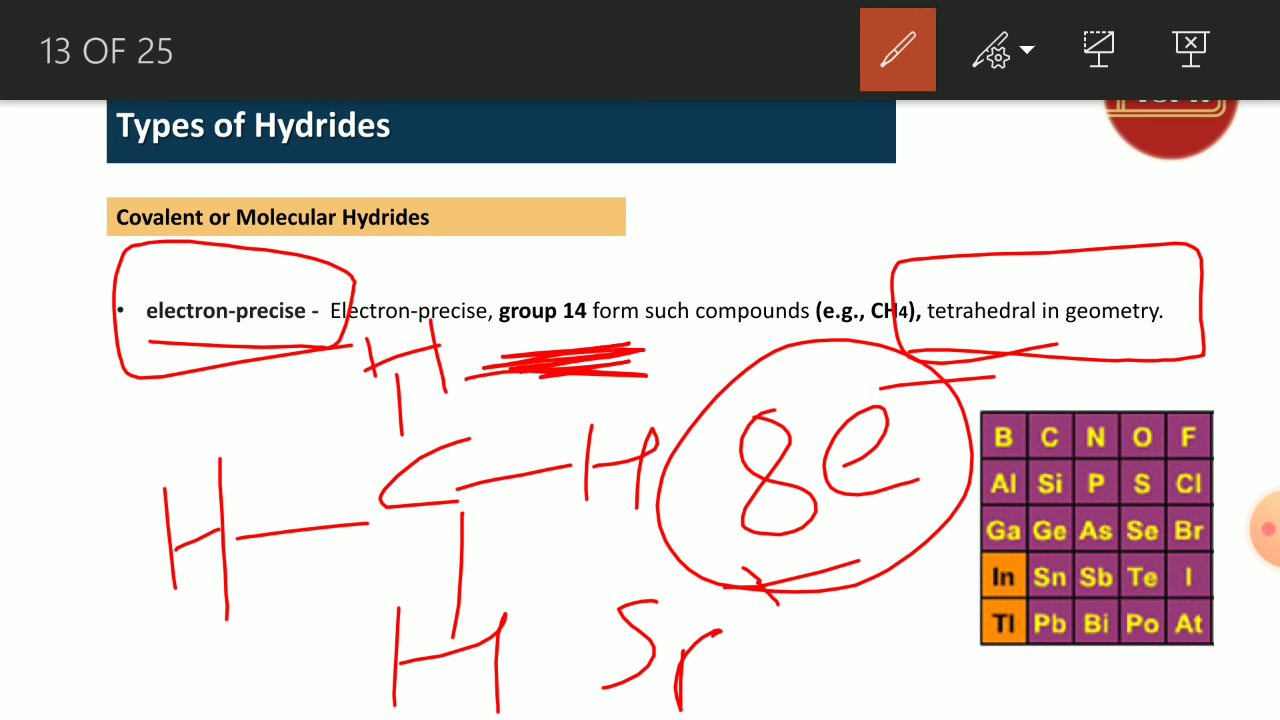 13 OF 25
Types of Hydrides
Covalent or Molecular Hydrides
• electron-precise - Electron-precise, group 14 form such compounds (e.g., CH4), tetrahedral in geometry.
H
C H
H
8e
H
Sr
B C N O F
Al Si P S Cl
Ga Ge As Se Br
In Sn Sb Te I
Tl Pb Bi Po At